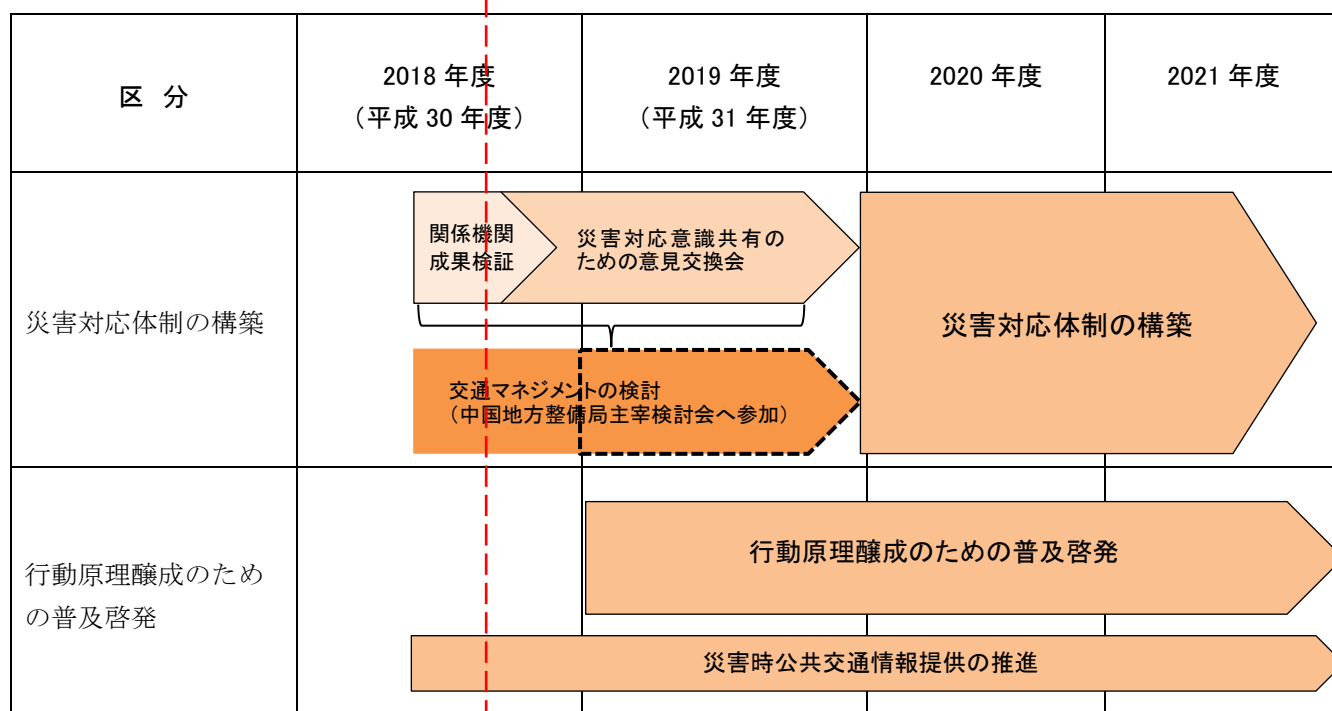 区 分
2018 年度
（平成 30 年度）
2019 年度
（平成 31 年度）
2020 年度
2021 年度
災害対応体制の構築
関係機関
成果検証
災害対応意識共有の
ための意見交換会
交通マネジメントの検討
（中国地方整備局主宰検討会へ参加）
災害対応体制の構築
行動原理醸成のため
の普及啓発
行動原理醸成のための普及啓発
災害時公共交通情報提供の推進